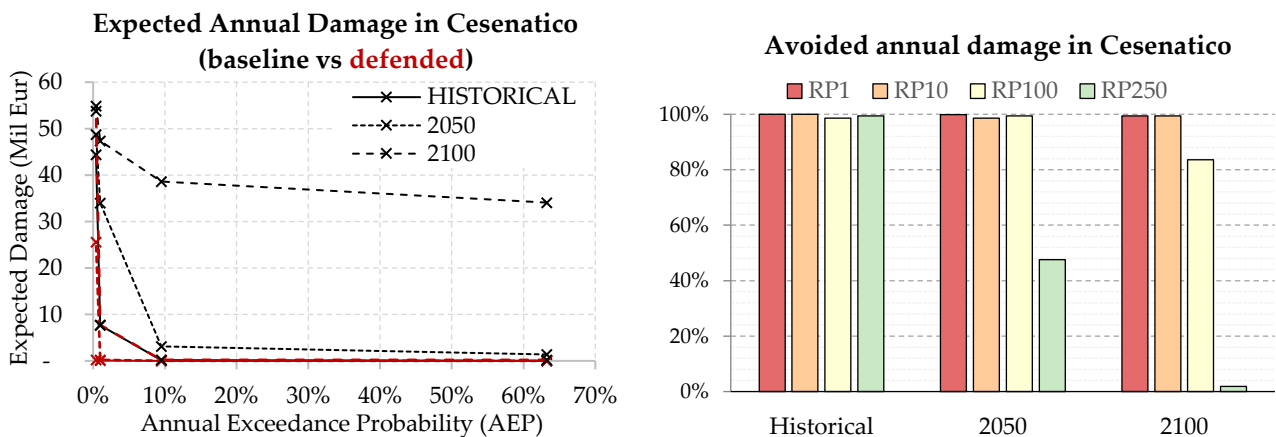 Expected Annual Damage in Cesenatico
(baseline vs defended)
Expected Damage (Mil Eur)
60
50
40
30
20
10
-
HISTORICAL
2050
2100
0%
10%
20%
30%
40%
50%
60%
70%
Annual Exceedance Probability (AEP)
Avoided annual damage in Cesenatico
RP1
RP10
RP100
RP250
100%
80%
60%
40%
20%
0%
Historical
2050
2100